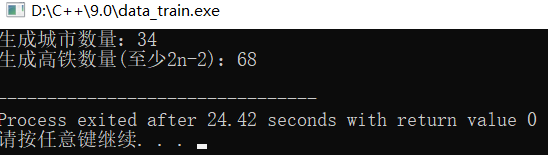 D:\C++\9.0\data_train.exe
生成城市数量：34
生成高铁数量(至少2n-2)：68
--------------------------------
Process exited after 24.42 seconds with return value 0
请按任意键继续. . .